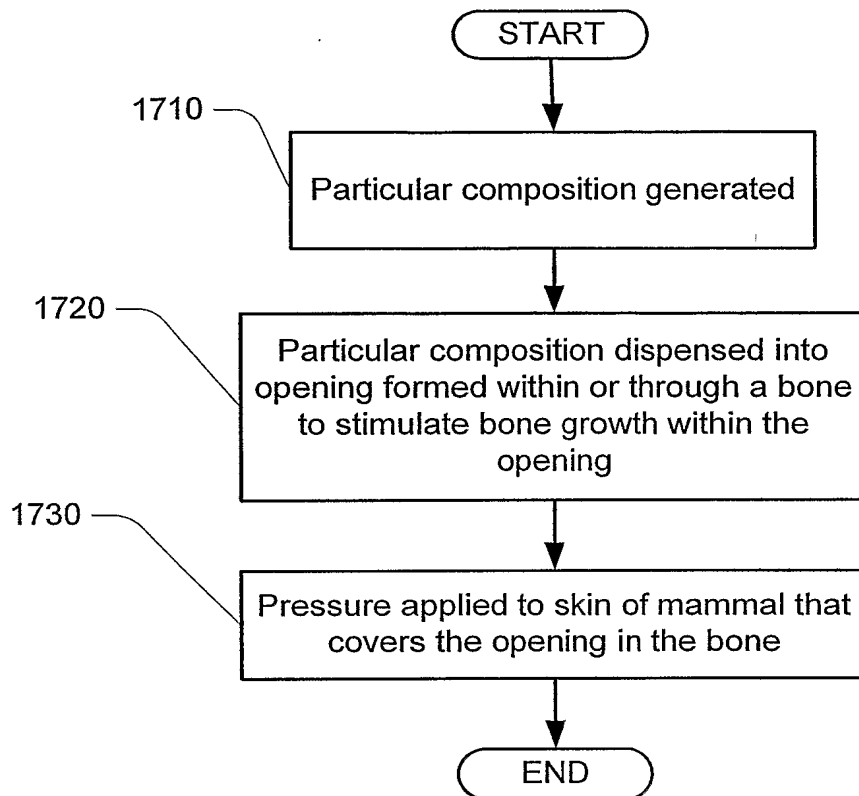 START
1710
Particular composition generated
1720
Particular composition dispensed into
opening formed within or through a bone
to stimulate bone growth within the
opening
1730
Pressure applied to skin of mammal that
covers the opening in the bone
END